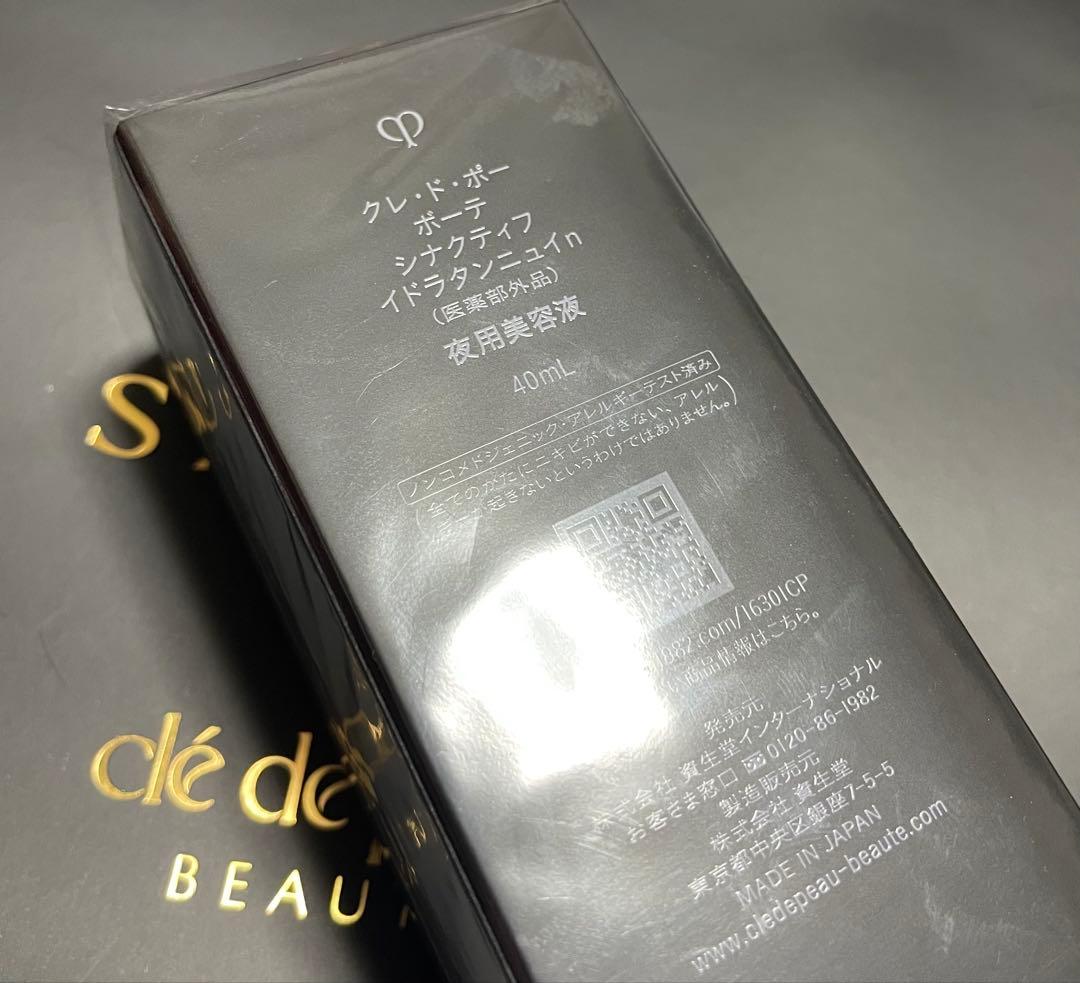 クレ・ド・ポー
ボーテ
シナクティフ
イドラタンニュイn
(医薬部外品)
夜用美容液
40mL
ノンコメドジェニック・アレルギーテスト済み
(全てのかたにニキビができない、アレル
ギーが起きないというわけではありません。)
982.com/16301CP
商品情報はこちら。
発売元
株式会社 資生堂インターナショナル
お客さま窓口 0120-86-1982
製造販売元
株式会社 資生堂
東京都中央区銀座7-5-5
MADE IN JAPAN
www.cledepeau-beaute.com
clé de
BEAU